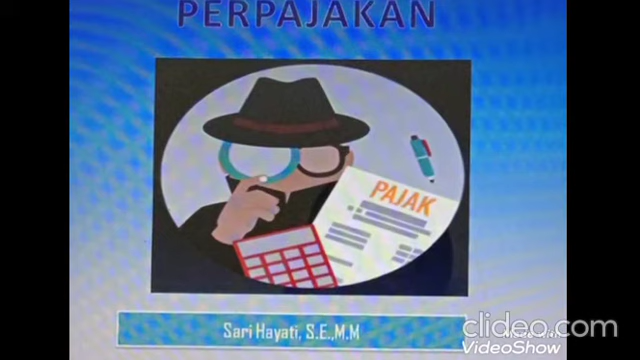 PERPAJAKAN
PAJAK
Sari Hayati, S.E.,M.M
clideo.com
VideoShow